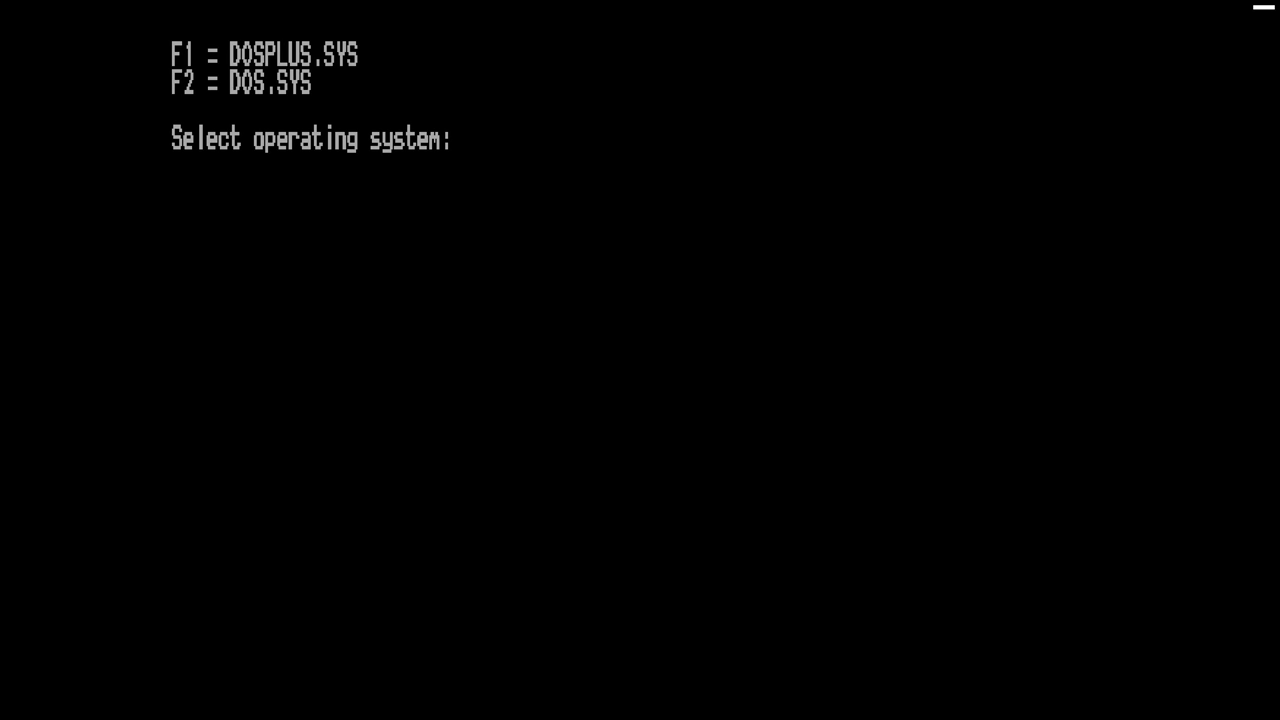 F1 = DOSPLUS.SYS
F2 = DOS.SYS
Select operating system: